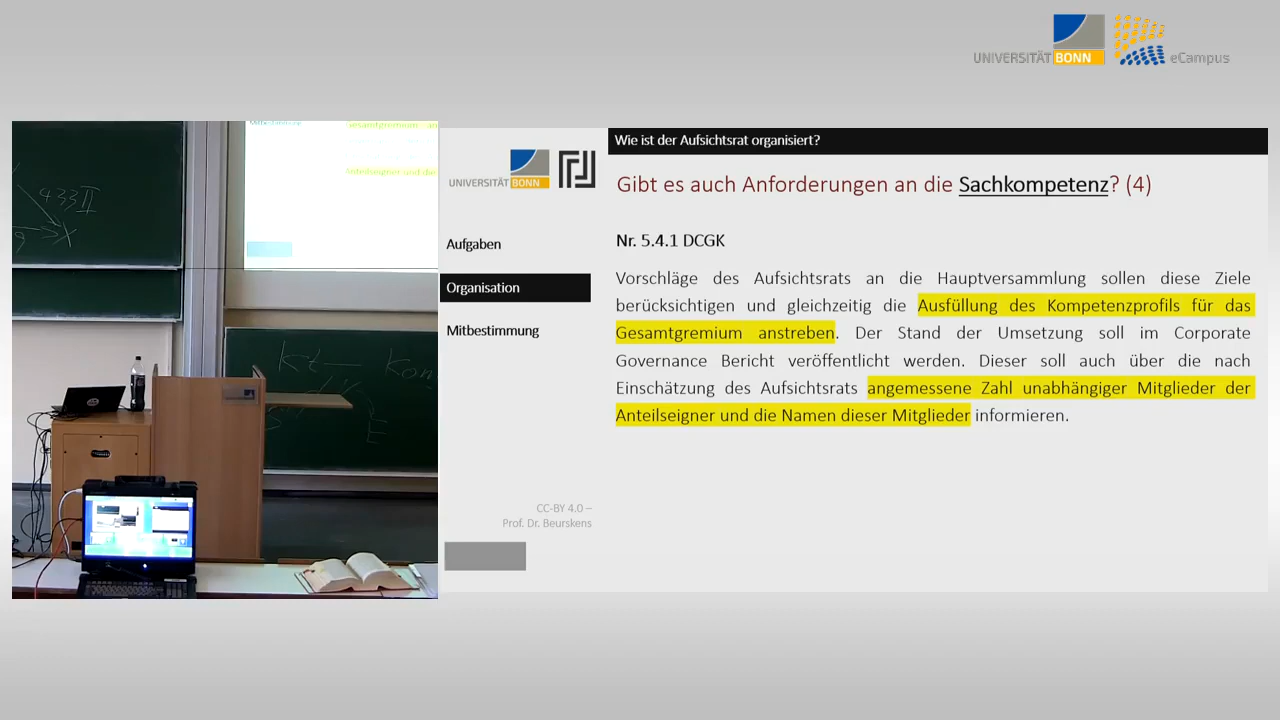 UNIVERSITÄT BONN
eCampus
433 II
X
kt
Kon
Wie ist der Aufsichtsrat organisiert?
UNIVERSITÄT BONN
Gibt es auch Anforderungen an die Sachkompetenz? (4)
Aufgaben
Organisation
Mitbestimmung
Nr. 5.4.1 DCGK
Vorschläge des Aufsichtsrats an die Hauptversammlung sollen diese Ziele
berücksichtigen und gleichzeitig die Ausfüllung des Kompetenzprofils für das
Gesamtgremium anstreben. Der Stand der Umsetzung soll im Corporate
Governance Bericht veröffentlicht werden. Dieser soll auch über die nach
Einschätzung des Aufsichtsrats angemessene Zahl unabhängiger Mitglieder der
Anteilseigner und die Namen dieser Mitglieder informieren.
CC-BY 4.0 –
Prof. Dr. Beurskens